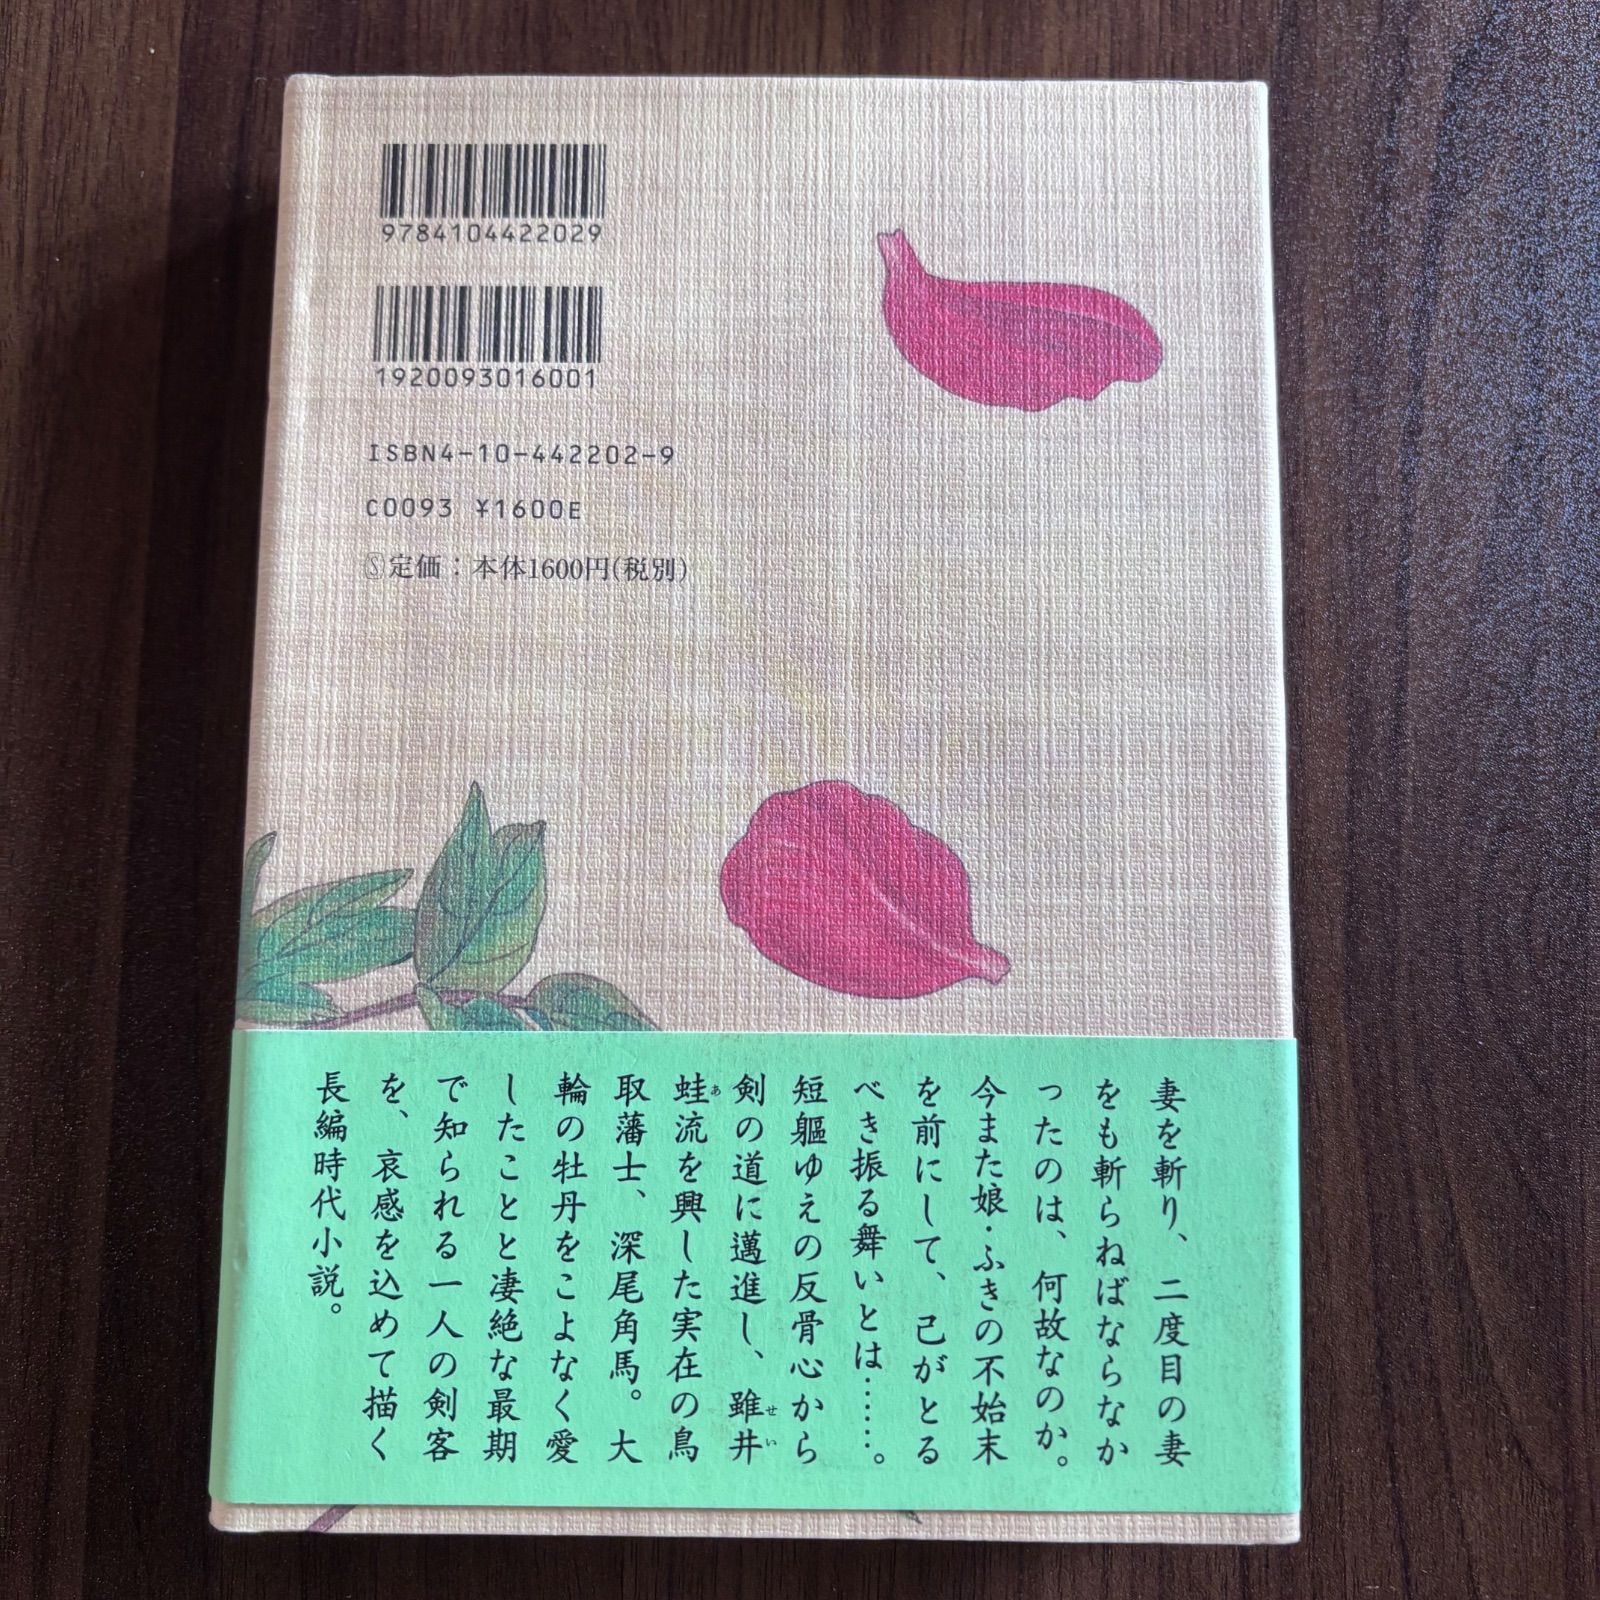 9784104422029
1920093016001
ISBN4-10-442202-9
C0093 ¥1600E
Ⓢ定価：本体1600円(税別)
妻を斬り、二度目の妻
をも斬らねばならなか
ったのは、何故なのか。
今また娘・ふきの不始末
を前にして、己がとる
べき振る舞いとは……。
短軀ゆえの反骨心から
剣の道に邁進し、雖井
せい
蛙流を興した実在の鳥
あ
取藩士、深尾角馬。大
輪の牡丹をこよなく愛
したことと凄絶な最期
で知られる一人の剣客
を、哀感を込めて描く
長編時代小説。